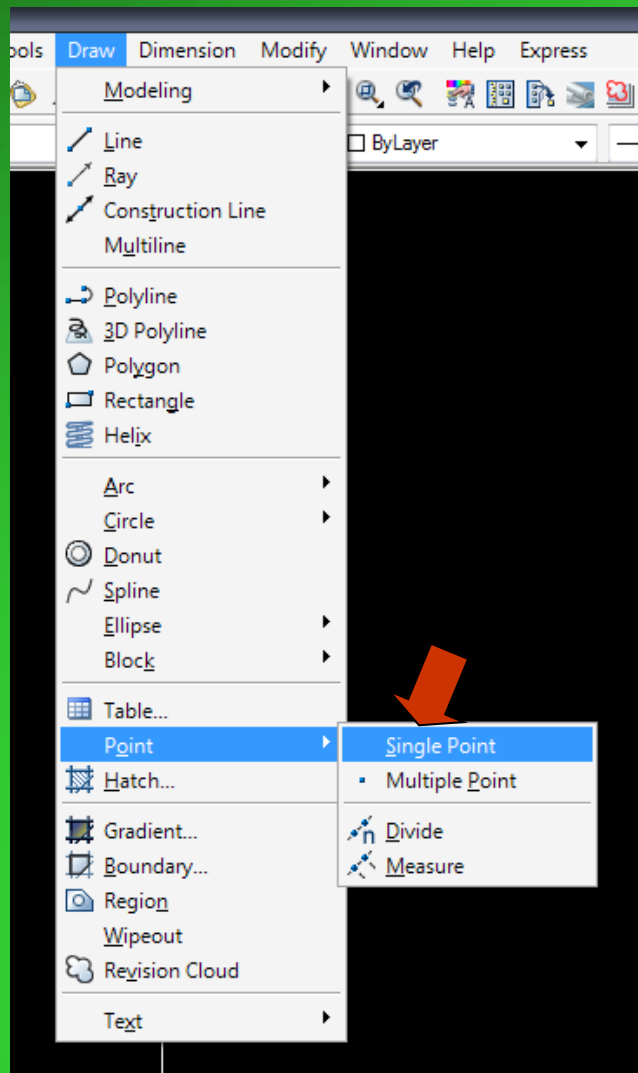 ools Draw Dimension Modify Window Help Express
Modeling
ByLayer
Line
Ray
Construction Line
Multiline
Polyline
3D Polyline
Polygon
Rectangle
Helix
Arc
Circle
Donut
Spline
Ellipse
Block
Table...
Point
Single Point
Hatch...
Multiple Point
Gradient...
Divide
Boundary...
Measure
Region
Wipeout
Revision Cloud
Text